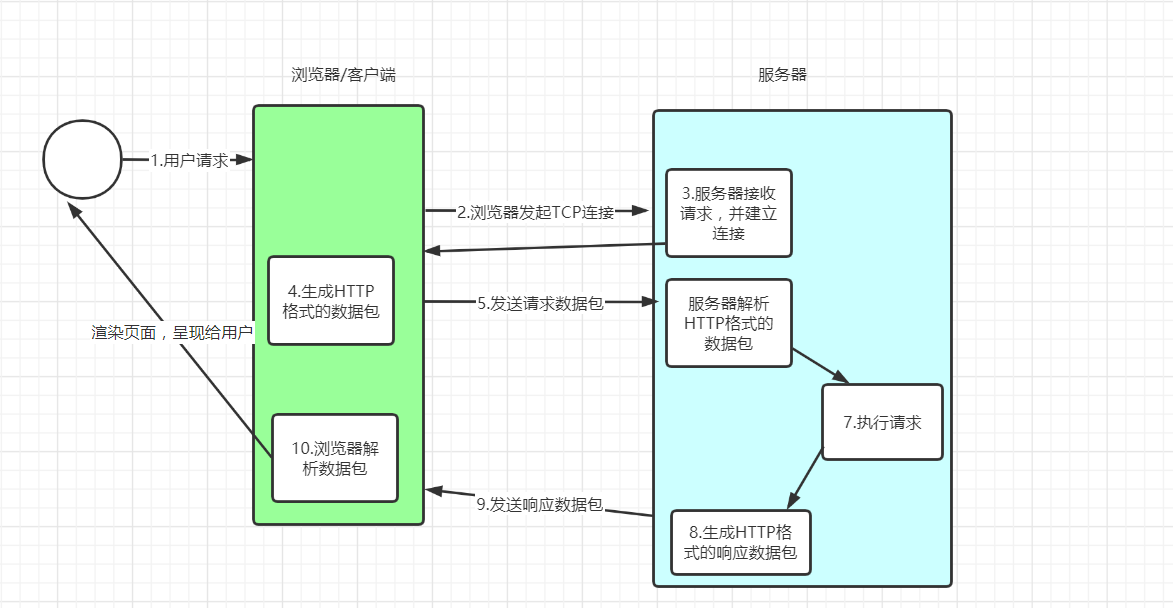 浏览器/客户端
服务器
1.用户请求
2.浏览器发起TCP连接
3.服务器接收
请求，并建立
连接
4.生成HTTP
格式的数据包
5.发送请求数据包
服务器解析
HTTP格式的
数据包
7.执行请求
8.生成HTTP格
式的响应数据包
9.发送响应数据包
10.浏览器解
析数据包
渲染页面，呈现给用户